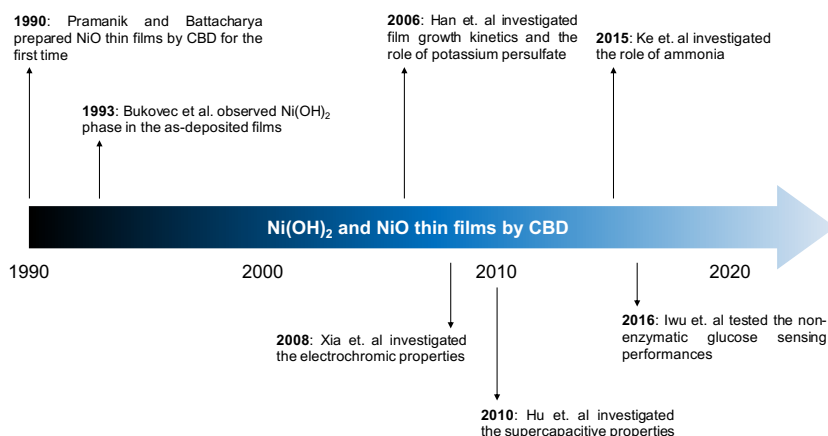 1990: Pramanik and Battacharya
prepared NiO thin films by CBD for the
first time
2006: Han et. al investigated
film growth kinetics and the
role of potassium persulfate
2015: Ke et. al investigated
the role of ammonia
1993: Bukovec et al. observed Ni(OH)₂
phase in the as-deposited films
Ni(OH)₂ and NiO thin films by CBD
1990 2000 2010 2020
2008: Xia et. al investigated
the electrochromic properties
2016: Iwu et. al tested the non-
enzymatic glucose sensing
performances
2010: Hu et. al investigated
the supercapacitive properties